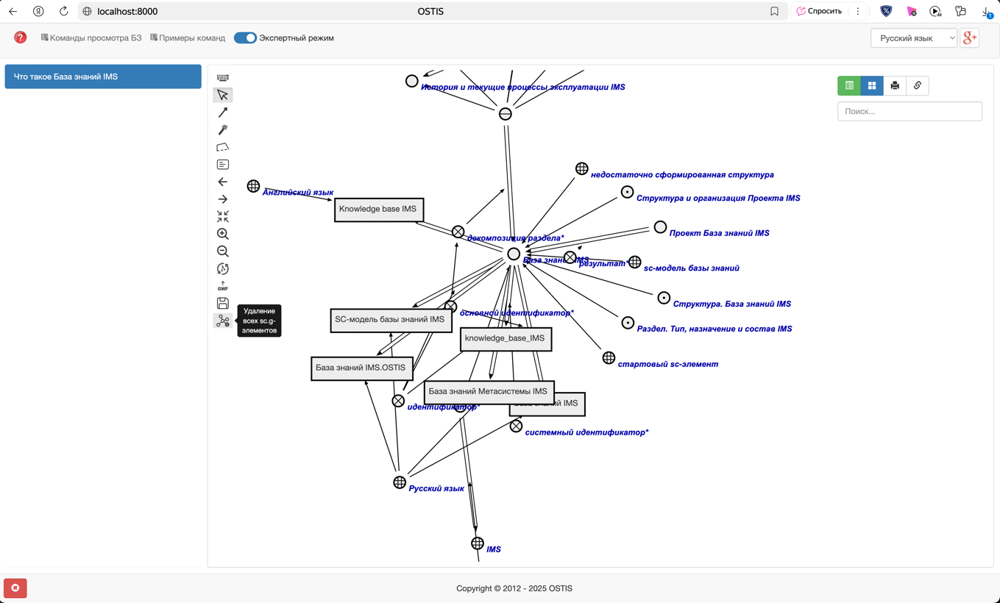 localhost:8000
OSTIS
Спросить
Команды просмотра БЗ
Примеры команд
Экспертный режим
Русский язык
g+
Что такое База знаний IMS
Поиск...
История и текущие процессы эксплуатации IMS
недостаточно сформированная структура
Английский язык
Структура и организация Проекта IMS
Knowledge base IMS
Проект База знаний IMS
декомпозиция раздела*
База знаний IMS
результат*
sc-модель базы знаний
GWF
Структура. База знаний IMS
Удаление
всех sc.g-
элементов
основной идентификатор*
SC-модель базы знаний IMS
Раздел. Тип, назначение и состав IMS
knowledge_base_IMS
стартовый sc-элемент
База знаний IMS.OSTIS
База знаний Метасистемы IMS
База знаний IMS
идентификатор*
системный идентификатор*
Русский язык
IMS
Copyright © 2012 - 2025 OSTIS